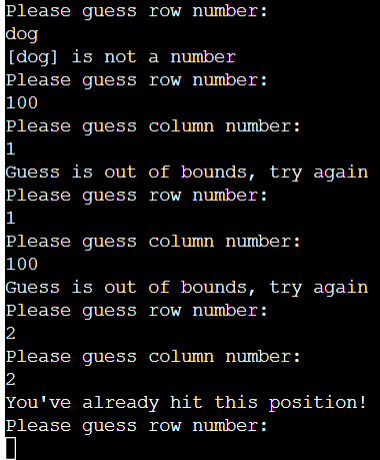 Please guess row number:
dog
[dog] is not a number
Please guess row number:
100
Please guess column number:
1
Guess is out of bounds, try again
Please guess row number:
1
Please guess column number:
100
Guess is out of bounds, try again
Please guess row number:
2
Please guess column number:
2
You've already hit this position!
Please guess row number: